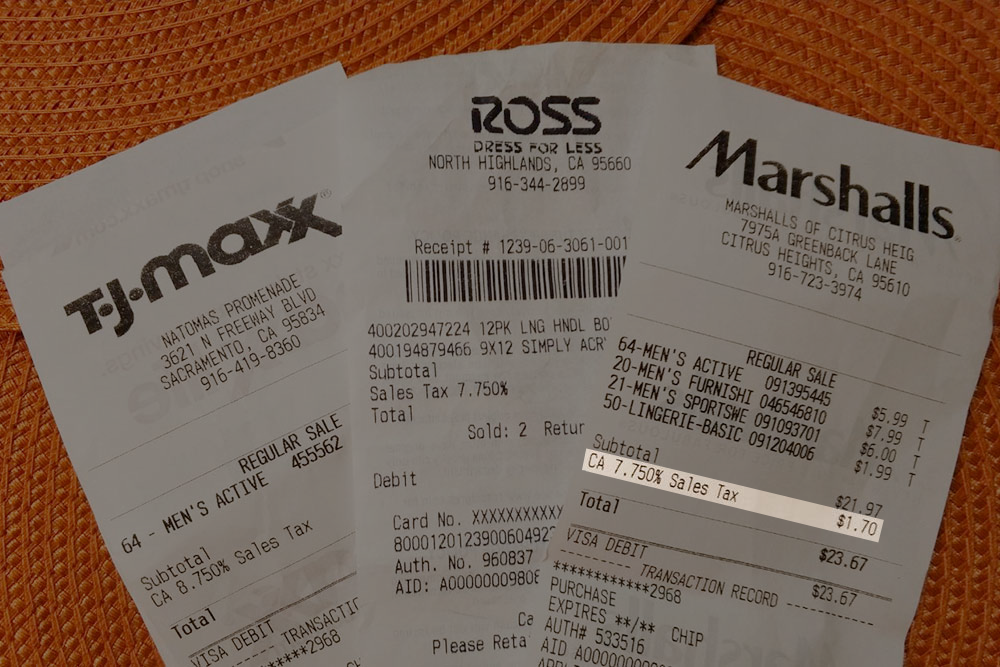 T·J·maxx®
NATOMAS PROMENADE
3621 N FREEWAY BLVD
SACRAMENTO, CA 95834
916-419-8360
REGULAR SALE
64 - MEN'S ACTIVE 455562
Subtotal
CA 8.750% Sales Tax
Total
VISA DEBIT
ROSS
DRESS FOR LESS
NORTH HIGHLANDS, CA 95660
916-344-2899
Receipt # 1239-06-3061-001
400202947224 12PK LNG HNDL BO
400194879466 9X12 SIMPLY ACR
Subtotal
Sales Tax 7.750%
Total
Sold: 2 Retur
Debit
Card No. XXXXXXXXXX
80001201239006049
Auth. No. 960837
AID: A0000000980
Ca
Please Reta
Marshalls®
MARSHALLS OF CITRUS HEIG
7975A GREENBACK LANE
CITRUS HEIGHTS, CA 95610
916-723-3974
REGULAR SALE
64-MEN'S ACTIVE 091395445 $5.99 T
20-MEN'S FURNISHI 046546810 $7.99 T
21-MEN'S SPORTSWE 091093701 $6.00 T
50-LINGERIE-BASIC 091204006 $1.99 T
Subtotal $21.97
CA 7.750% Sales Tax $1.70
Total $23.67
VISA DEBIT $23.67
TRANSACTION RECORD
************2968
PURCHASE
EXPIRES **/** CHIP
AUTH# 533516